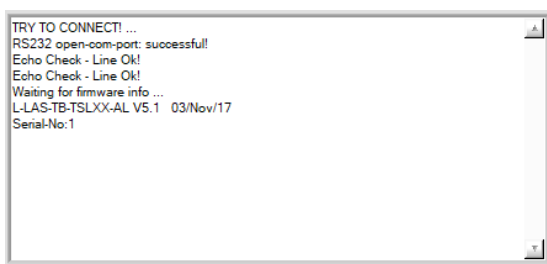 TRY TO CONNECT! ...
RS232 open-com-port: successful!
Echo Check - Line Ok!
Echo Check - Line Ok!
Waiting for firmware info ...
L-LAS-TB-TSLXX-AL V5.1   03/Nov/17
Serial-No:1